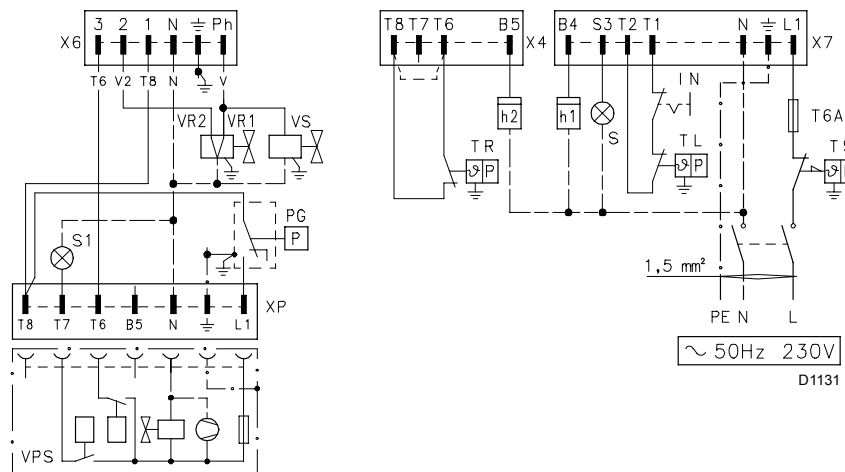 3 2 1 N Ph
X6
T6 V2 T8 N V
VR2 VR1 VS
PG
P
S1
XP
T8 T7 T6 B5 N L1
VPS
T8 T7 T6 B5 X4 B4 S3 T2 T1 N L1 X7
IN
h2 h1
S
T6A
TR
ϑ P
TL
ϑ P
ϑ
1,5 mm²
PE N L
~ 50Hz 230V
D1131